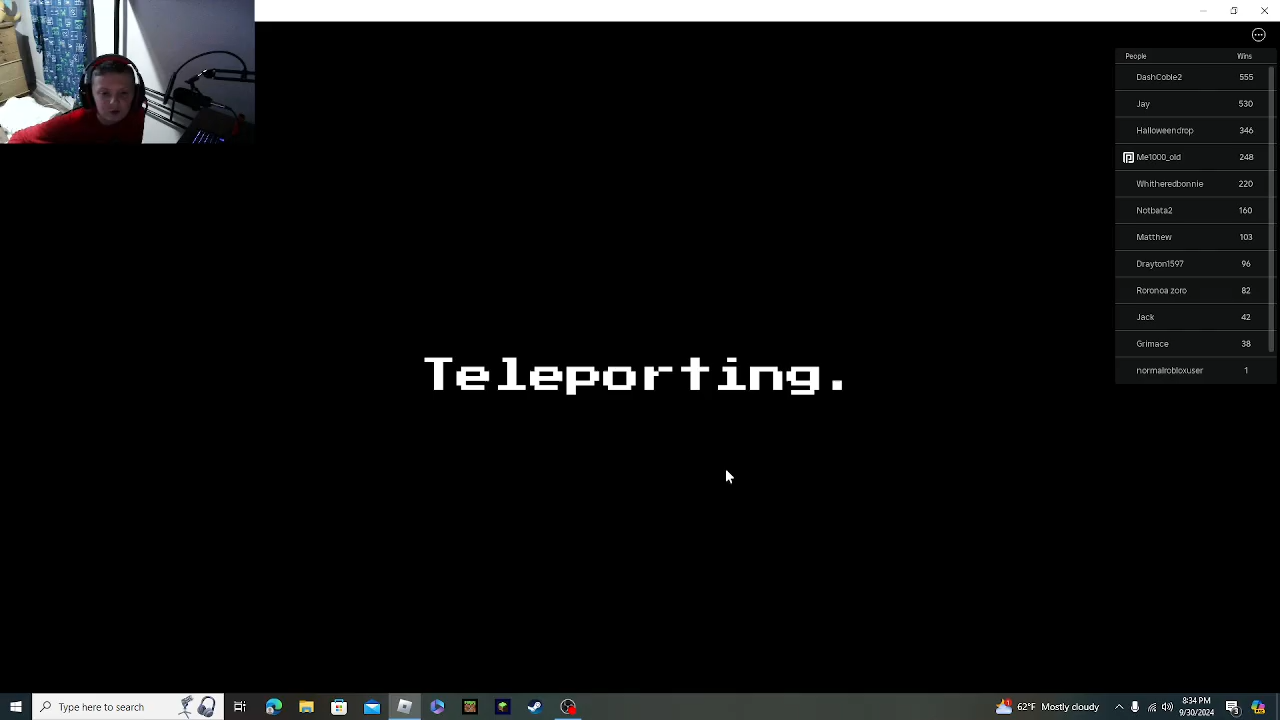 People Wins
DashCoble2 555
Jay 530
Halloweendrop 346
Me1000_old 248
Whitheredbonnie 220
Notbata2 160
Matthew 103
Drayton1597 96
Roronoa zoro 82
Jack 42
Grimace 38
normalrobloxuser 1
Teleporting.
Type here to search
62°F Mostly cloudy
8:34 PM
9/30/2024